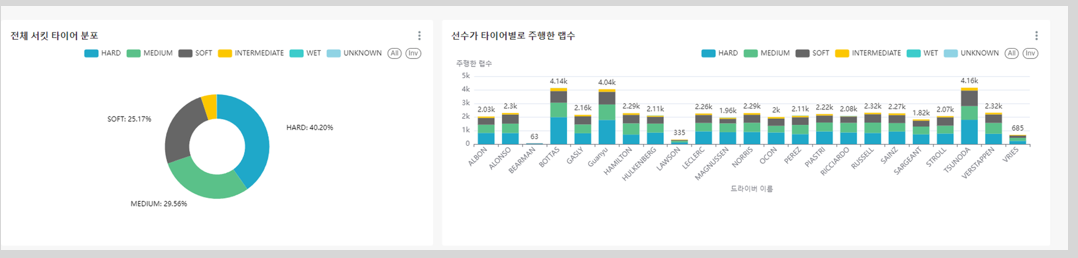 전체 서킷 타이어 분포
HARD MEDIUM SOFT INTERMEDIATE WET UNKNOWN All Inv
SOFT: 25.17%
HARD: 40.20%
MEDIUM: 29.56%
선수가 타이어별로 주행한 랩수
HARD MEDIUM SOFT INTERMEDIATE WET UNKNOWN All Inv
주행한 랩수
5k
4k
3k
2k
1k
0
2.03k 2.3k 63 4.14k 2.16k 4.04k 2.29k 2.11k 335 2.26k 1.96k 2.29k 2k 2.11k 2.22k 2.08k 2.32k 2.27k 1.82k 2.07k 4.16k 2.32k 685
ALBON ALONSO BEARMAN BOTTAS GASLY Guanyu HAMILTON HULKENBERG LAWSON LECLERC MAGNUSSEN NORRIS OCON PEREZ PIASTRI RICCIARDO RUSSELL SAINZ SARGEANT STROLL TSUNODA VERSTAPPEN VRIES
드라이버 이름